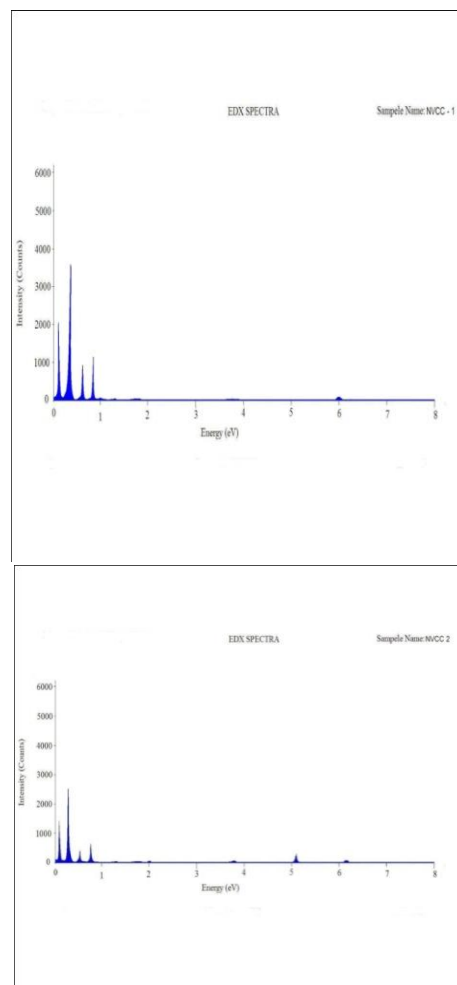 EDX SPECTRA
Sampele Name: NVCC - 1
6000
5000
4000
3000
2000
1000
0
Intensity (Counts)
0 1 2 3 4 5 6 7 8
Energy (eV)
EDX SPECTRA
Sampele Name: NVCC 2
6000
5000
4000
3000
2000
1000
0
Intensity (Counts)
0 1 2 3 4 5 6 7 8
Energy (eV)